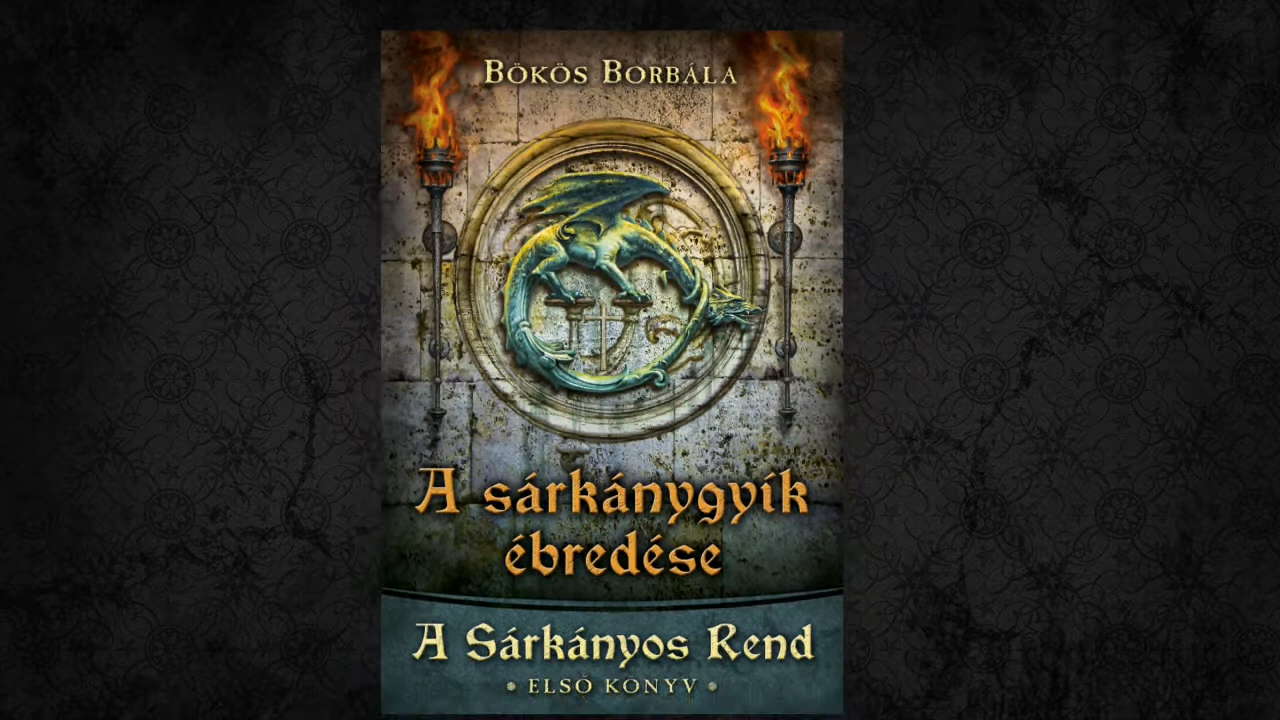 Bökös Borbála
A sárkánygyík
ébredése
A Sárkányos Rend
• ELSŐ KÖNYV •